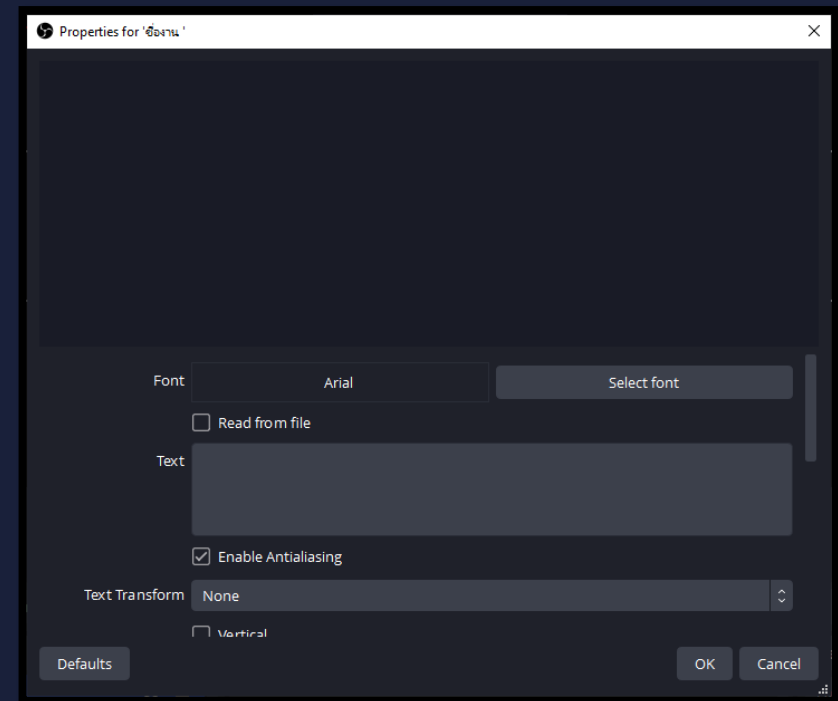 Properties for 'ชื่องาน '
Font Arial Select font
Read from file
Text
Enable Antialiasing
Text Transform None
Vertical
Defaults OK Cancel